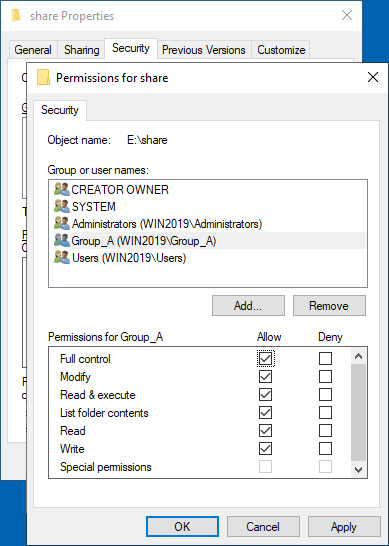 share Properties
General Sharing Security Previous Versions Customize
Permissions for share
Security
Object name: E:\share
Group or user names:
CREATOR OWNER
SYSTEM
Administrators (WIN2019\Administrators)
Group_A (WIN2019\Group_A)
Users (WIN2019\Users)
Add... Remove
Permissions for Group_A Allow Deny
Full control
Modify
Read & execute
List folder contents
Read
Write
Special permissions
OK Cancel Apply